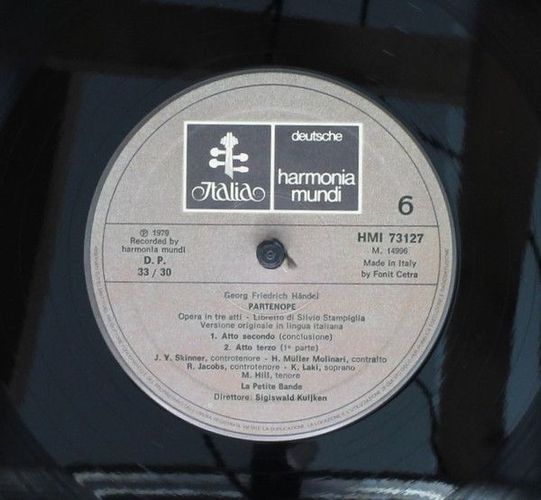 Italia
deutsche
harmonia
mundi
6
℗ 1979
Recorded by
harmonia mundi
D. P.
33 / 30
HMI 73127
M. 14996
Made in Italy
by Fonit Cetra
Georg Friedrich Händel
PARTENOPE
Opera in tre atti - Libretto di Silvio Stampiglia
Versione originale in lingua italiana
1. Atto secondo (conclusione)
2. Atto terzo (1ª parte)
J. Y. Skinner, controtenore - H. Müller Molinari, contralto
R. Jacobs, controtenore - K. Laki, soprano
M. Hill, tenore
La Petite Bande
Direttore: Sigiswald Kuijken